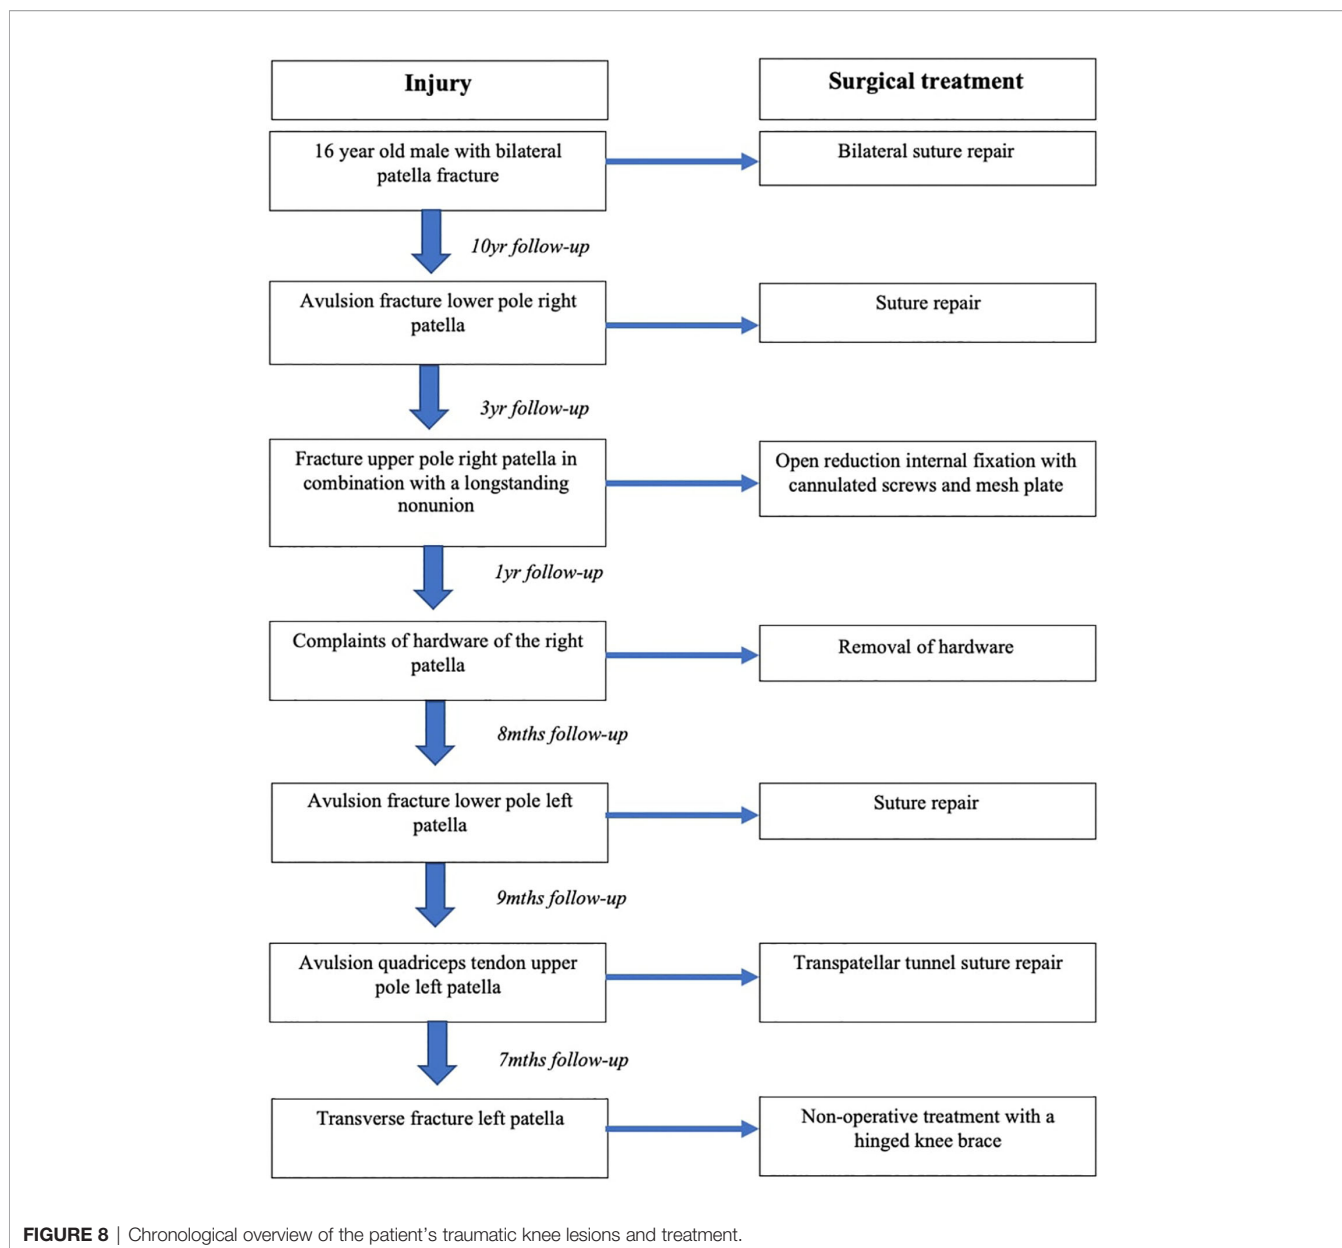 Injury
Surgical treatment
16 year old male with bilateral
patella fracture
Bilateral suture repair
10yr follow-up
Avulsion fracture lower pole right
patella
Suture repair
3yr follow-up
Fracture upper pole right patella in
combination with a longstanding
nonunion
Open reduction internal fixation with
cannulated screws and mesh plate
1yr follow-up
Complaints of hardware of the right
patella
Removal of hardware
8mths follow-up
Avulsion fracture lower pole left
patella
Suture repair
9mths follow-up
Avulsion quadriceps tendon upper
pole left patella
Transpatellar tunnel suture repair
7mths follow-up
Transverse fracture left patella
Non-operative treatment with a
hinged knee brace
FIGURE 8 | Chronological overview of the patient's traumatic knee lesions and treatment.